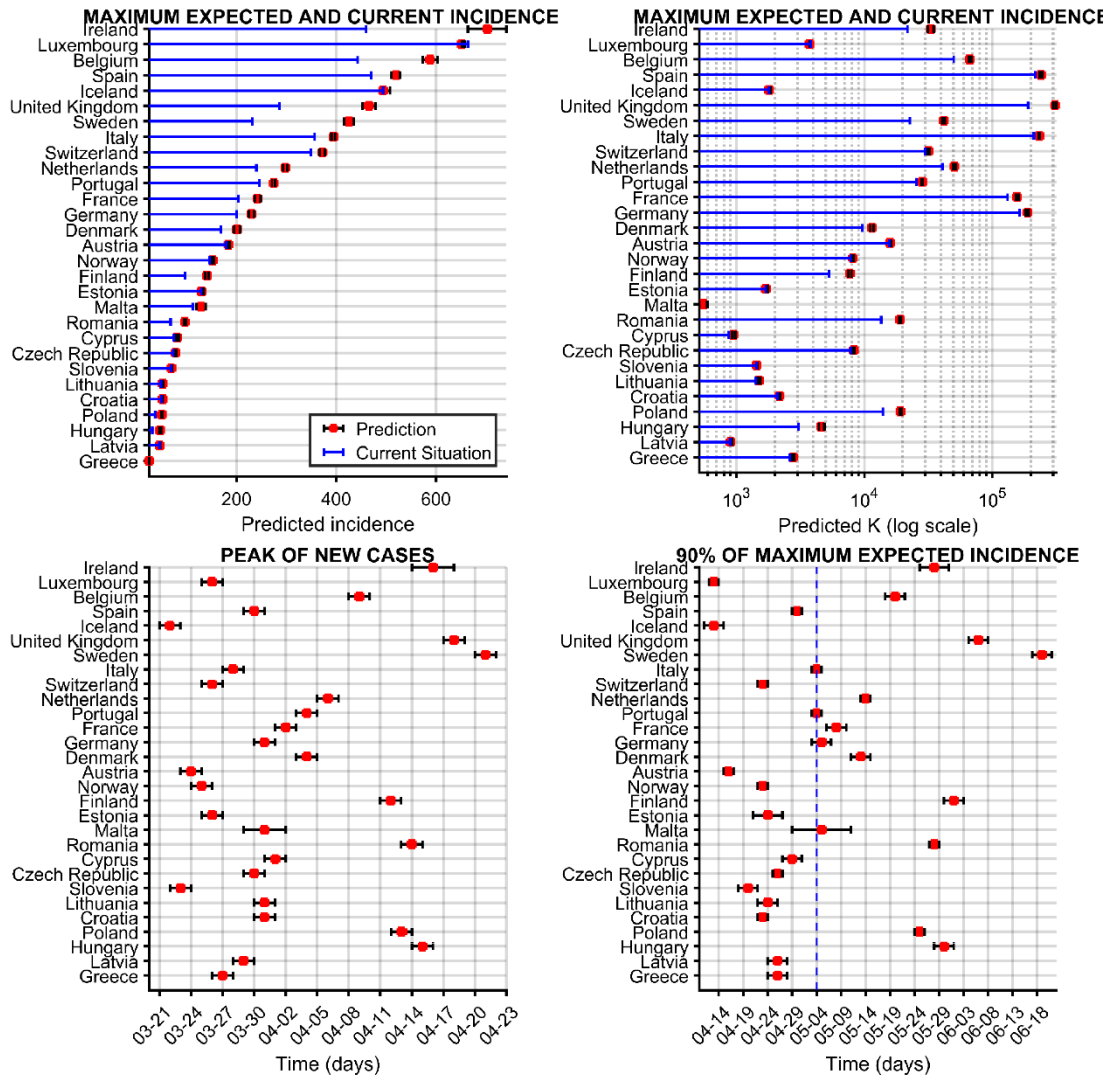 MAXIMUM EXPECTED AND CURRENT INCIDENCE
Ireland
Luxembourg
Belgium
Spain
Iceland
United Kingdom
Sweden
Italy
Switzerland
Netherlands
Portugal
France
Germany
Denmark
Austria
Norway
Finland
Estonia
Malta
Romania
Cyprus
Czech Republic
Slovenia
Lithuania
Croatia
Poland
Hungary
Latvia
Greece
Prediction
Current Situation
200 400 600
Predicted incidence
MAXIMUM EXPECTED AND CURRENT INCIDENCE
Ireland
Luxembourg
Belgium
Spain
Iceland
United Kingdom
Sweden
Italy
Switzerland
Netherlands
Portugal
France
Germany
Denmark
Austria
Norway
Finland
Estonia
Malta
Romania
Cyprus
Czech Republic
Slovenia
Lithuania
Croatia
Poland
Hungary
Latvia
Greece
10³ 10⁴ 10⁵
Predicted K (log scale)
PEAK OF NEW CASES
Ireland
Luxembourg
Belgium
Spain
Iceland
United Kingdom
Sweden
Italy
Switzerland
Netherlands
Portugal
France
Germany
Denmark
Austria
Norway
Finland
Estonia
Malta
Romania
Cyprus
Czech Republic
Slovenia
Lithuania
Croatia
Poland
Hungary
Latvia
Greece
03-21 03-24 03-27 03-30 04-02 04-05 04-08 04-11 04-14 04-17 04-20 04-23
Time (days)
90% OF MAXIMUM EXPECTED INCIDENCE
Ireland
Luxembourg
Belgium
Spain
Iceland
United Kingdom
Sweden
Italy
Switzerland
Netherlands
Portugal
France
Germany
Denmark
Austria
Norway
Finland
Estonia
Malta
Romania
Cyprus
Czech Republic
Slovenia
Lithuania
Croatia
Poland
Hungary
Latvia
Greece
04-14 04-19 04-24 04-29 05-04 05-09 05-14 05-19 05-24 05-29 06-03 06-08 06-13 06-18
Time (days)